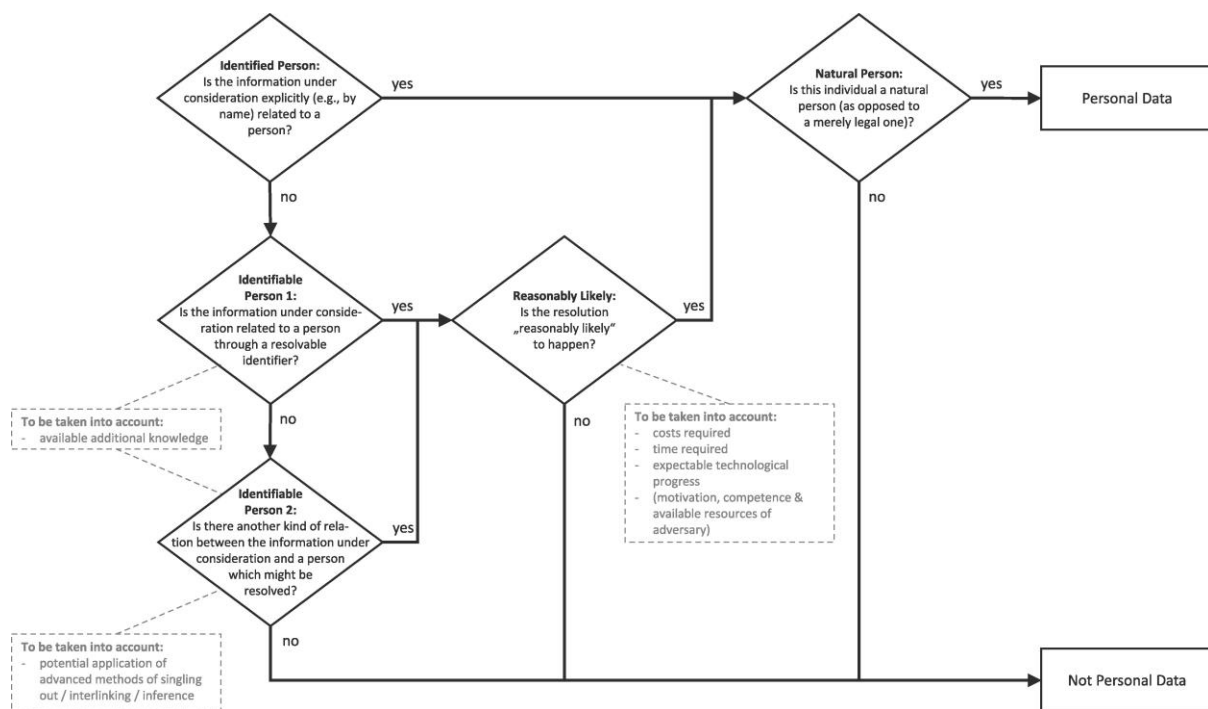 Identified Person:
Is the information under
consideration explicitly (e.g., by
name) related to a
person?
yes
Natural Person:
Is this individual a natural
person (as opposed to
a merely legal one)?
yes
Personal Data
no
no
Identifiable
Person 1:
Is the information under conside-
ration related to a person
through a resolvable
identifier?
yes
Reasonably Likely:
Is the resolution
„reasonably likely“
to happen?
yes
To be taken into account:
- available additional knowledge
no
no
To be taken into account:
- costs required
- time required
- expectable technological
progress
- (motivation, competence &
available resources of
adversary)
Identifiable
Person 2:
Is there another kind of rela-
tion between the information under
consideration and a person
which might be
resolved?
yes
To be taken into account:
- potential application of
advanced methods of singling
out / interlinking / inference
no
Not Personal Data